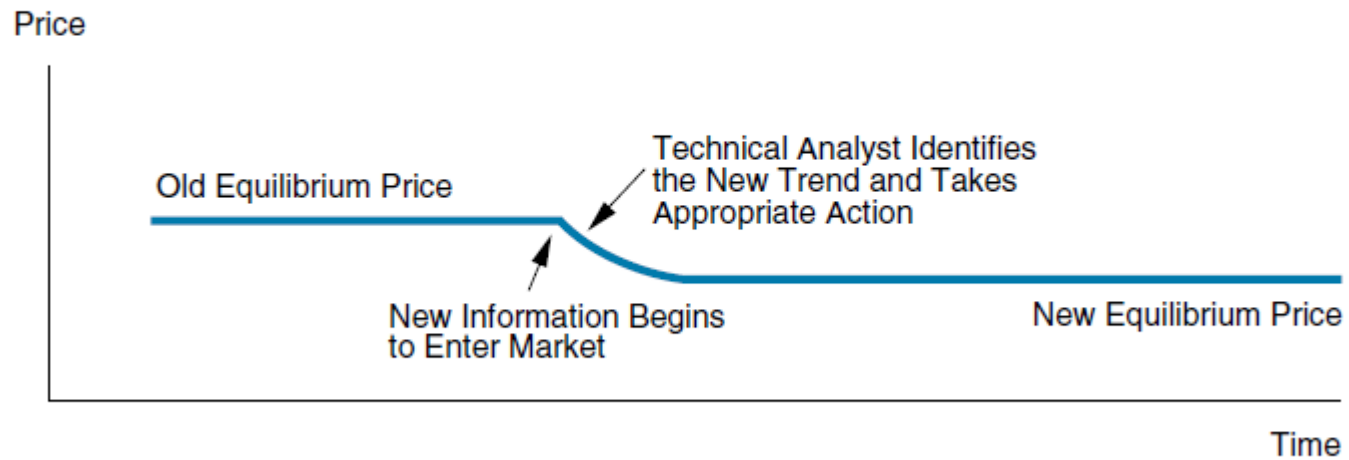 Price
Technical Analyst Identifies
the New Trend and Takes
Appropriate Action
Old Equilibrium Price
New Information Begins
to Enter Market
New Equilibrium Price
Time